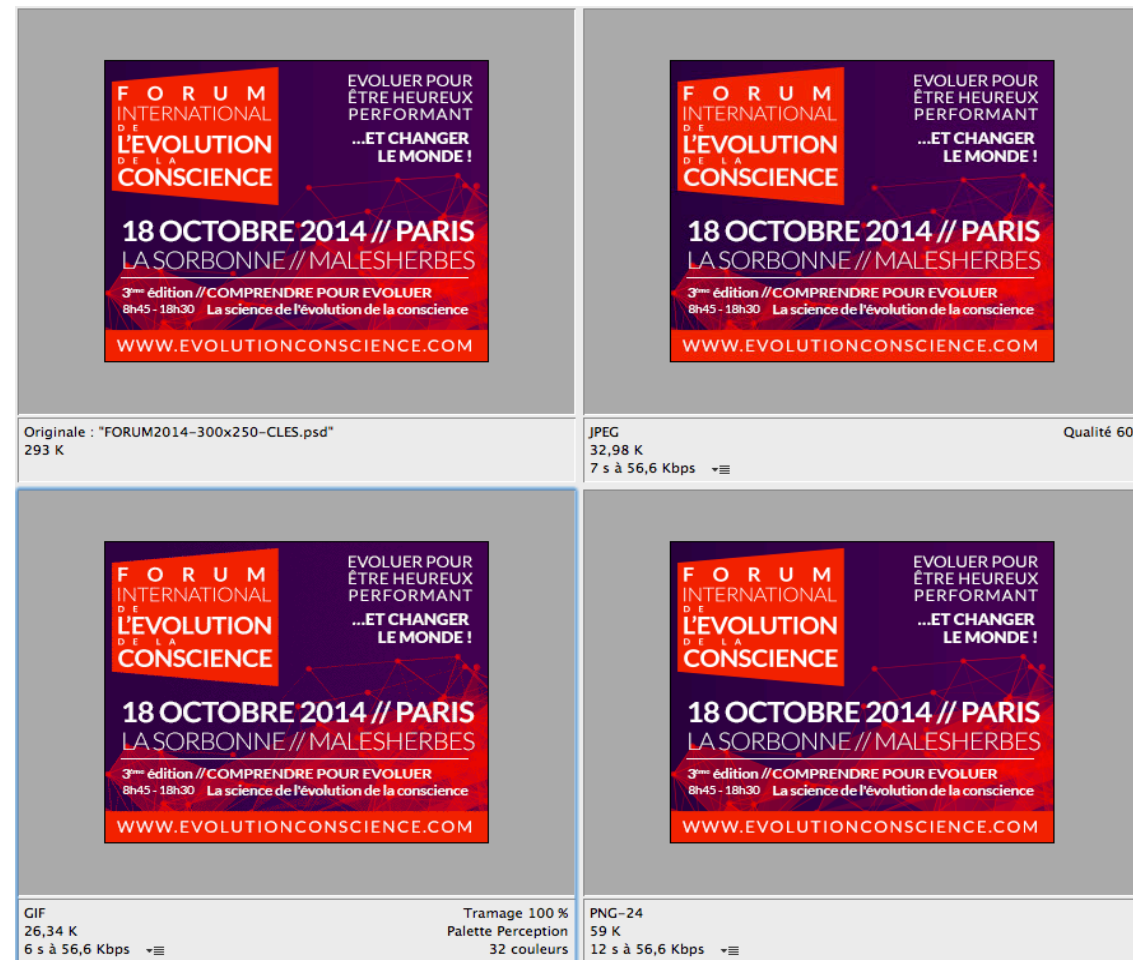 FORUM
INTERNATIONAL
DE
L'EVOLUTION
DE LA
CONSCIENCE
EVOLUER POUR
ÊTRE HEUREUX
PERFORMANT
...ET CHANGER
LE MONDE !
18 OCTOBRE 2014 // PARIS
LA SORBONNE // MALESHERBES
3ème édition // COMPRENDRE POUR EVOLUER
8h45 - 18h30 La science de l'évolution de la conscience
WWW.EVOLUTIONCONSCIENCE.COM
Originale : "FORUM2014-300x250-CLES.psd"
293 K
FORUM
INTERNATIONAL
DE
L'EVOLUTION
DE LA
CONSCIENCE
EVOLUER POUR
ÊTRE HEUREUX
PERFORMANT
...ET CHANGER
LE MONDE !
18 OCTOBRE 2014 // PARIS
LA SORBONNE // MALESHERBES
3ème édition // COMPRENDRE POUR EVOLUER
8h45 - 18h30 La science de l'évolution de la conscience
WWW.EVOLUTIONCONSCIENCE.COM
JPEG Qualité 60
32,98 K
7 s à 56,6 Kbps
FORUM
INTERNATIONAL
DE
L'EVOLUTION
DE LA
CONSCIENCE
EVOLUER POUR
ÊTRE HEUREUX
PERFORMANT
...ET CHANGER
LE MONDE !
18 OCTOBRE 2014 // PARIS
LA SORBONNE // MALESHERBES
3ème édition // COMPRENDRE POUR EVOLUER
8h45 - 18h30 La science de l'évolution de la conscience
WWW.EVOLUTIONCONSCIENCE.COM
GIF Tramage 100 %
26,34 K Palette Perception
6 s à 56,6 Kbps 32 couleurs
FORUM
INTERNATIONAL
DE
L'EVOLUTION
DE LA
CONSCIENCE
EVOLUER POUR
ÊTRE HEUREUX
PERFORMANT
...ET CHANGER
LE MONDE !
18 OCTOBRE 2014 // PARIS
LA SORBONNE // MALESHERBES
3ème édition // COMPRENDRE POUR EVOLUER
8h45 - 18h30 La science de l'évolution de la conscience
WWW.EVOLUTIONCONSCIENCE.COM
PNG-24
59 K
12 s à 56,6 Kbps